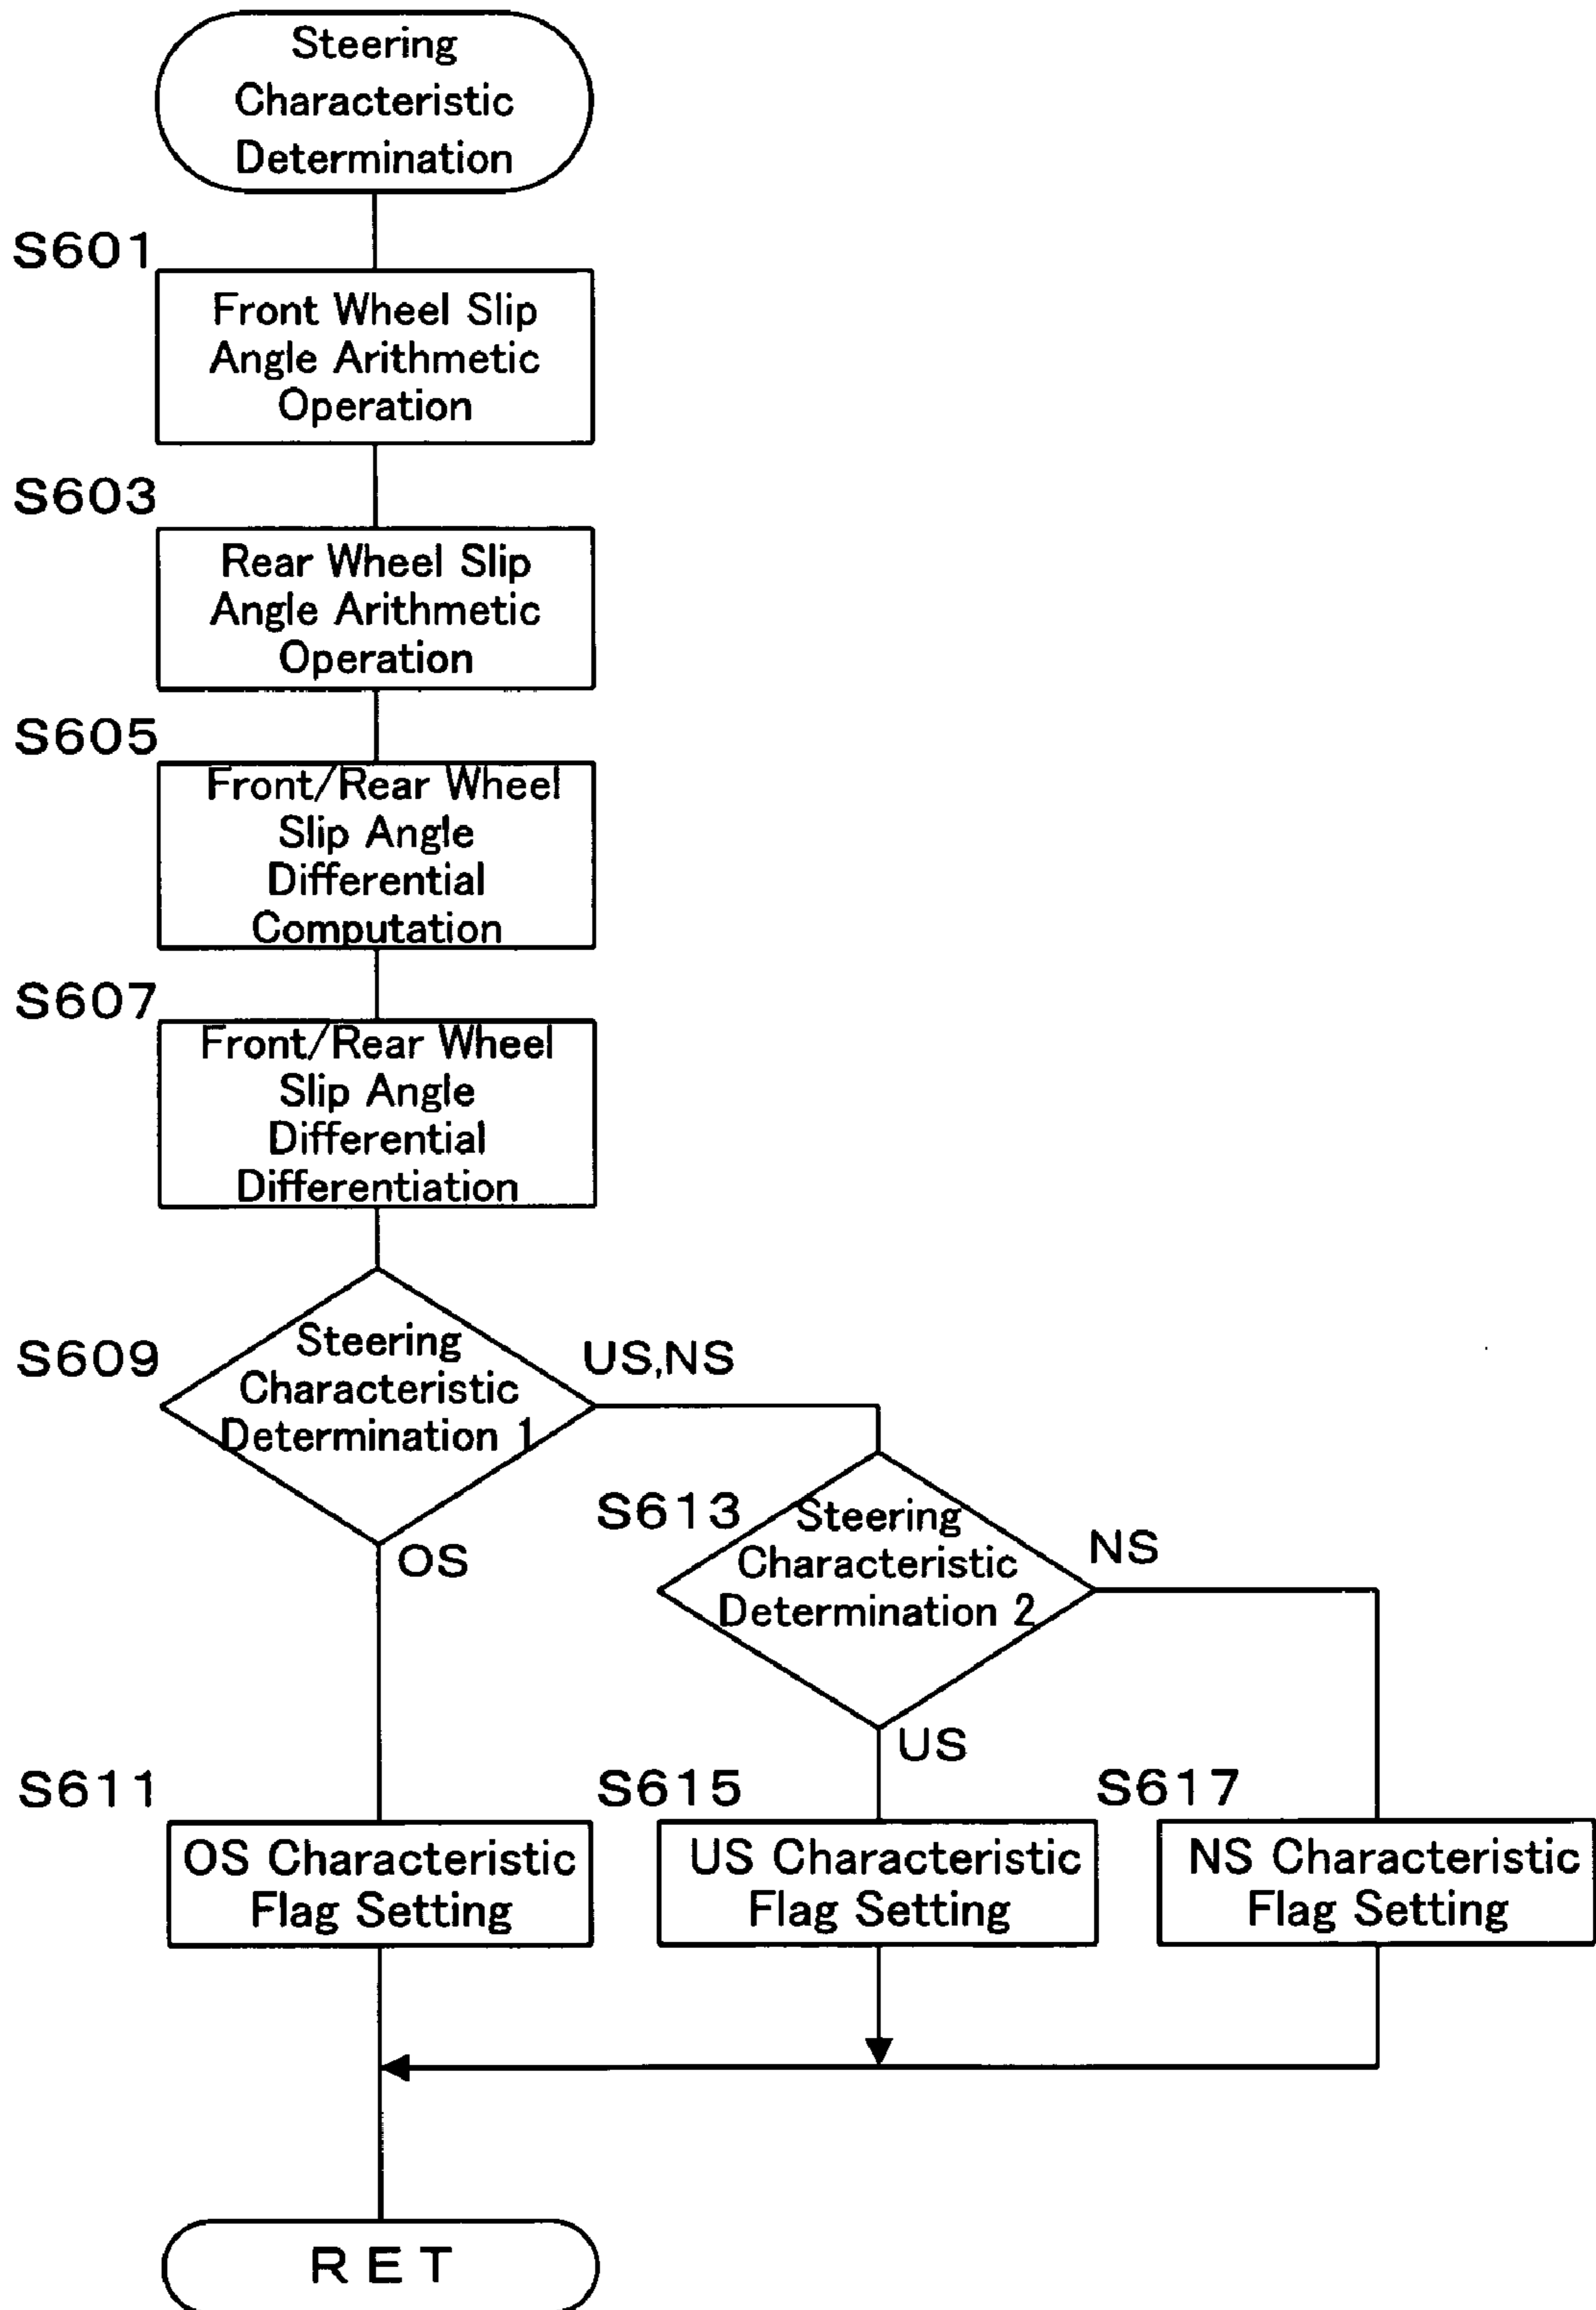 Steering
Characteristic
Determination
S601
Front Wheel Slip
Angle Arithmetic
Operation
S603
Rear Wheel Slip
Angle Arithmetic
Operation
S605
Front/Rear Wheel
Slip Angle
Differential
Computation
S607
Front/Rear Wheel
Slip Angle
Differential
Differentiation
S609
Steering
Characteristic
Determination 1
US,NS
OS
S613
Steering
Characteristic
Determination 2
NS
US
S611
OS Characteristic
Flag Setting
S615
US Characteristic
Flag Setting
S617
NS Characteristic
Flag Setting
RET